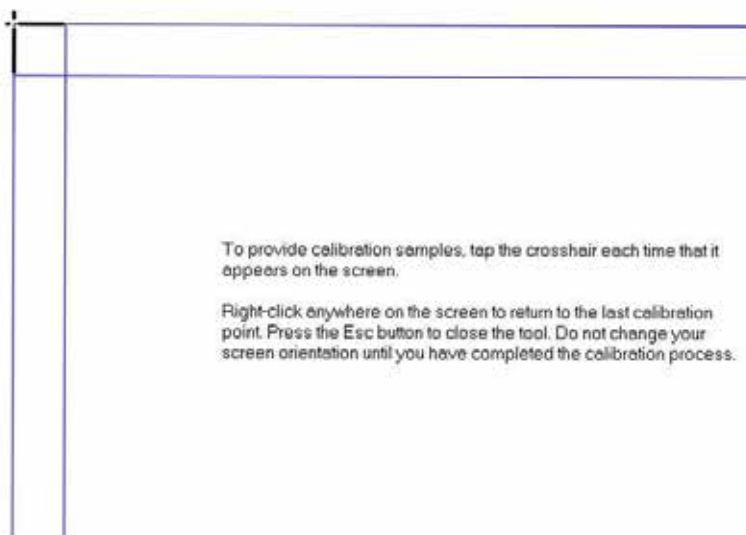 To provide calibration samples, tap the crosshair each time that it
appears on the screen.
Right-click anywhere on the screen to return to the last calibration
point. Press the Esc button to close the tool. Do not change your
screen orientation until you have completed the calibration process.